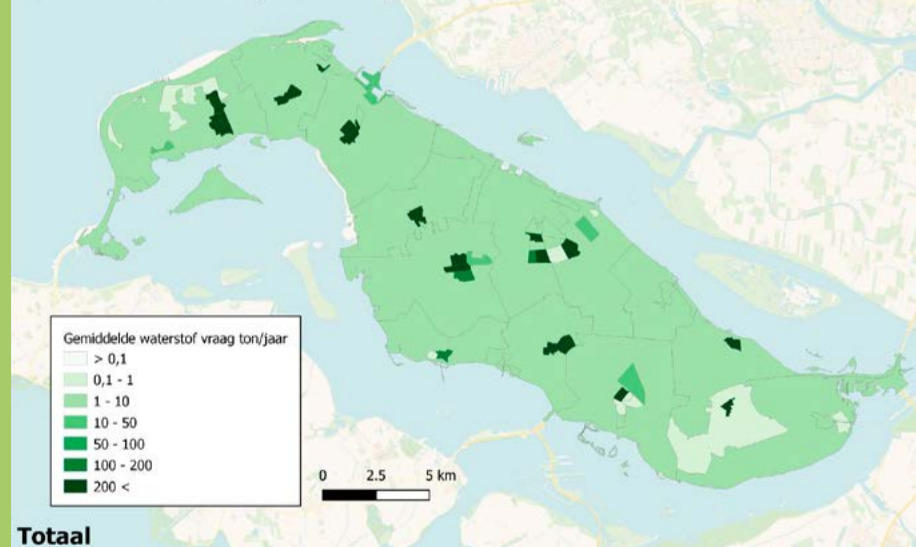 Gemiddelde waterstof vraag ton/jaar
> 0,1
0,1 - 1
1 - 10
10 - 50
50 - 100
100 - 200
200 <
0 2.5 5 km
Totaal